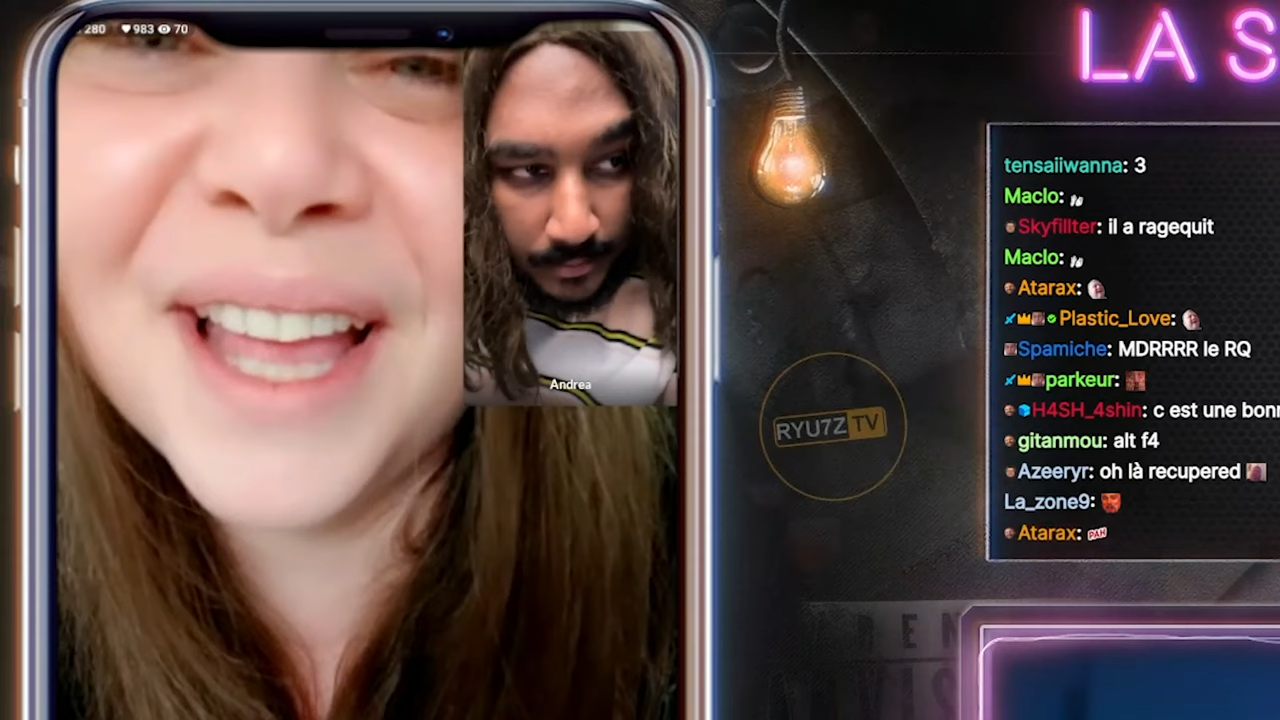 280 983 70
LA S
tensaiiwanna: 3
Maclo:
Skyfillter: il a ragequit
Maclo:
Atarax:
Plastic_Love:
Spamiche: MDRRRR le RQ
parkeur:
H4SH_4shin: c est une bon
gitanmou: alt f4
Azeeryr: oh là recupered
La_zone9:
Atarax: PAH
Andrea
RYU7Z TV